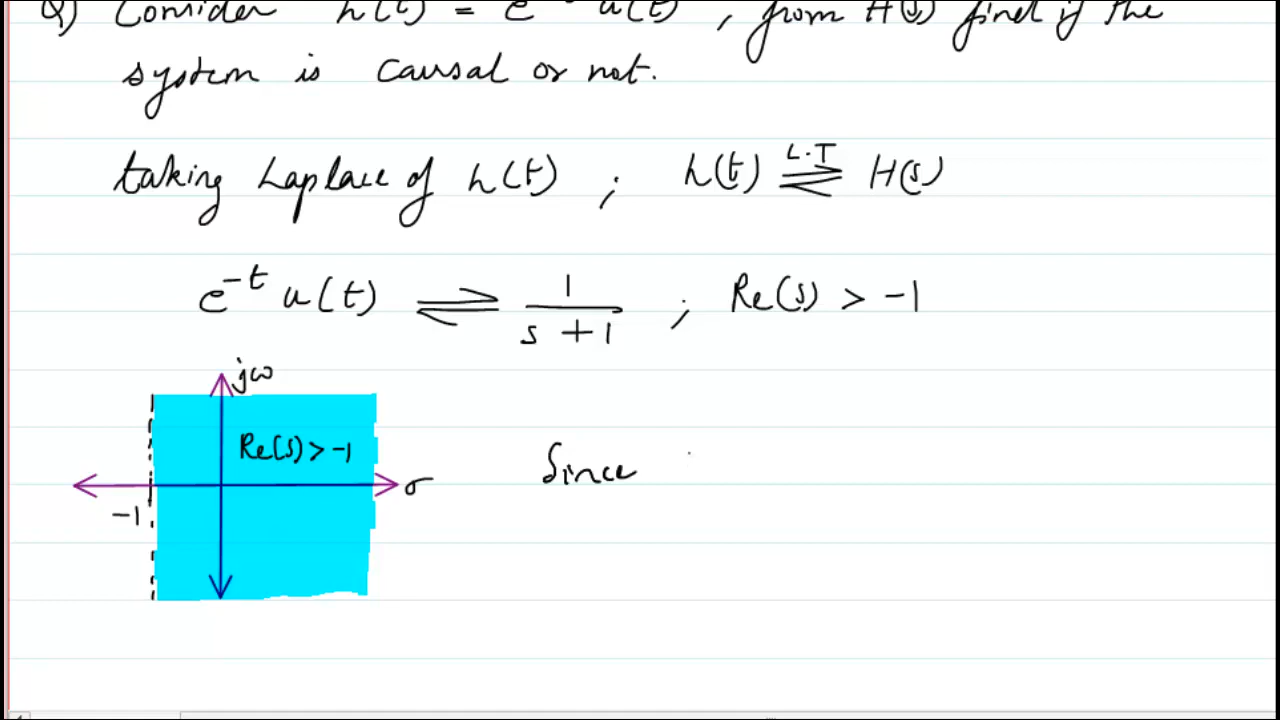 Q) Consider h(t) = e^-t u(t) , from H(s) find if the
system is causal or not.
taking Laplace of h(t) ; h(t) L.T ⇌ H(s)
e^-t u(t) ⇌ 1/(s+1) ; Re(s) > -1
jω
Re(s) > -1
Since
σ
-1